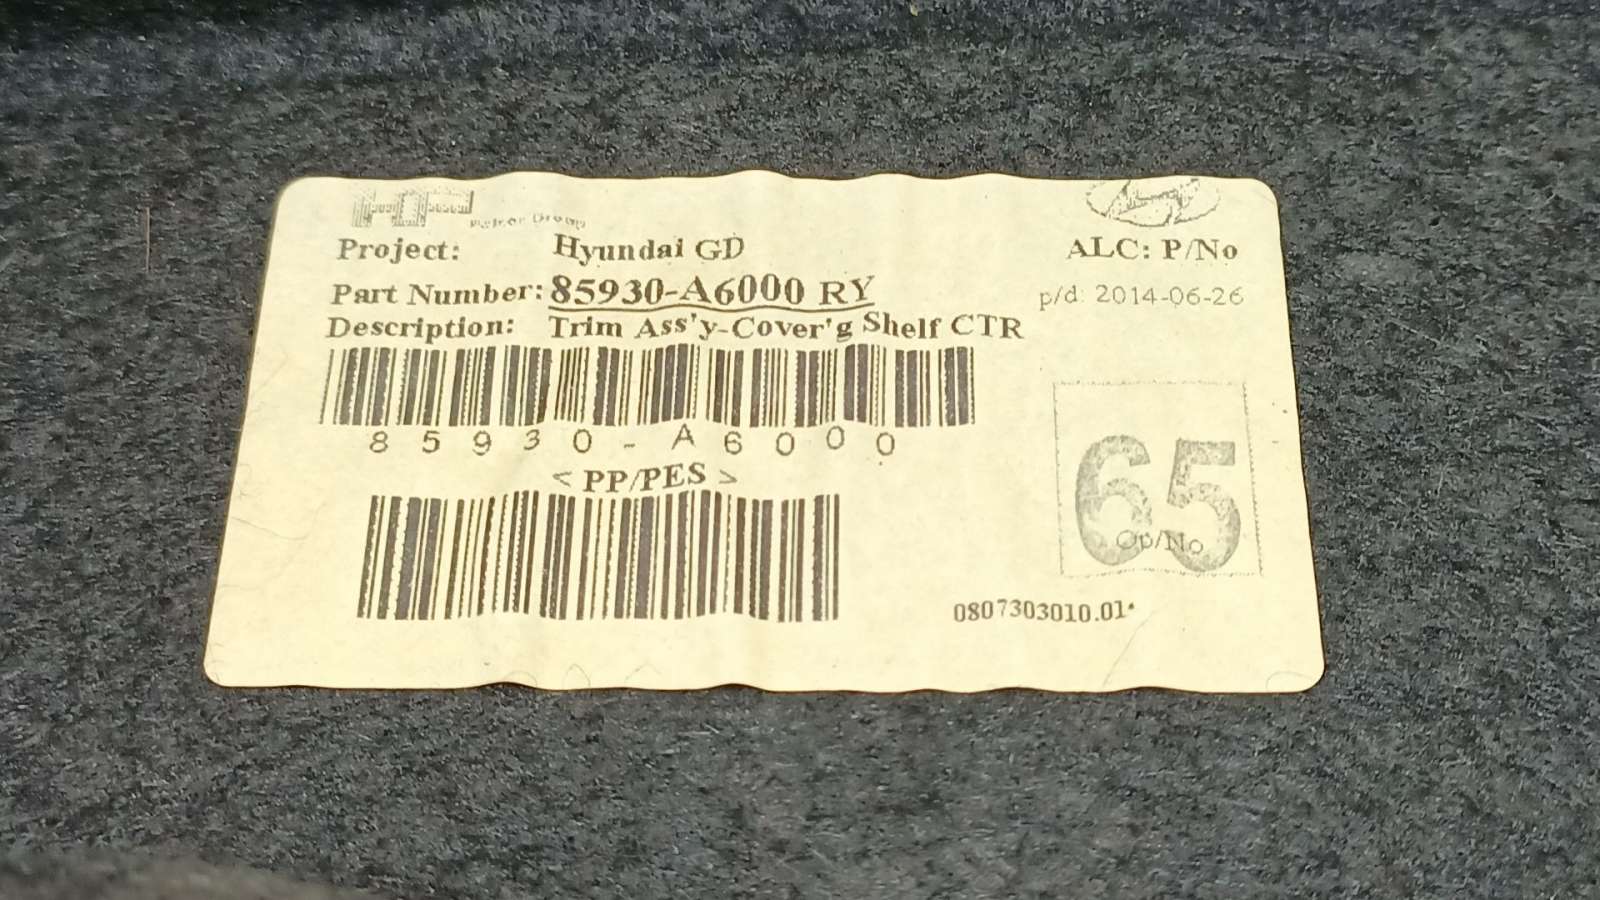 Project: Hyundai GD ALC: P/No
Part Number: 85930-A6000 RY p/d: 2014-06-26
Description: Trim Ass'y-Cover'g Shelf CTR
85930-A6000
< PP/PES >
65
Op/No
0807303010.01*